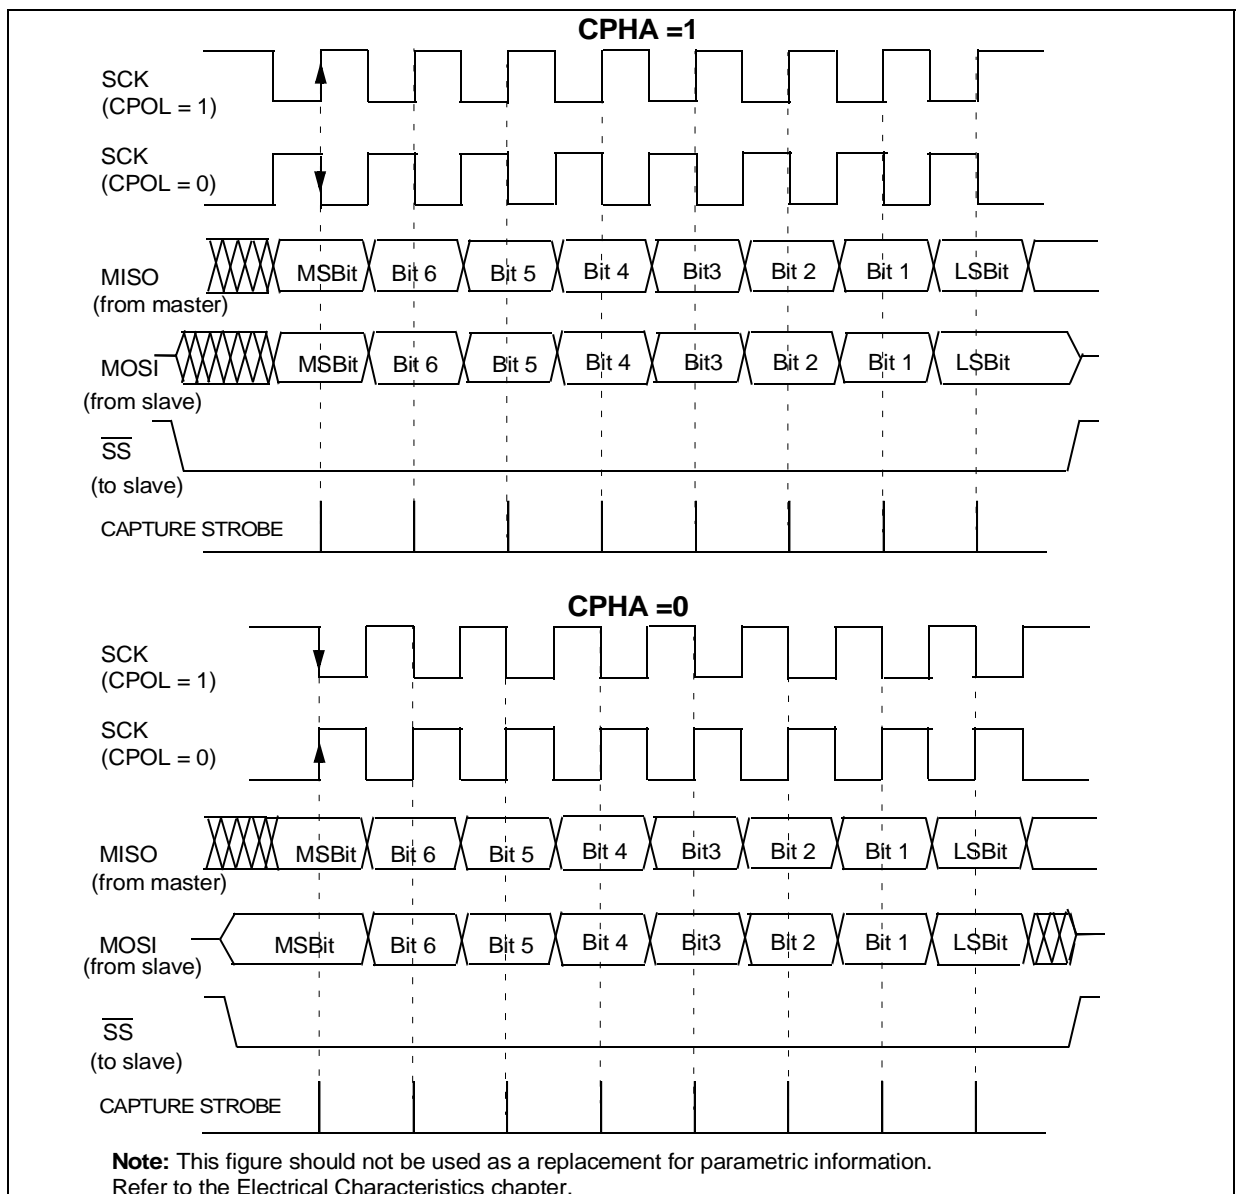 CPHA =1
SCK
(CPOL = 1)
SCK
(CPOL = 0)
MISO
(from master)
MSBit Bit 6 Bit 5 Bit 4 Bit3 Bit 2 Bit 1 LSBit
MOSI
(from slave)
MSBit Bit 6 Bit 5 Bit 4 Bit3 Bit 2 Bit 1 LSBit
SS
(to slave)
CAPTURE STROBE
CPHA =0
SCK
(CPOL = 1)
SCK
(CPOL = 0)
MISO
(from master)
MSBit Bit 6 Bit 5 Bit 4 Bit3 Bit 2 Bit 1 LSBit
MOSI
(from slave)
MSBit Bit 6 Bit 5 Bit 4 Bit3 Bit 2 Bit 1 LSBit
SS
(to slave)
CAPTURE STROBE
Note: This figure should not be used as a replacement for parametric information.
Refer to the Electrical Characteristics chapter.